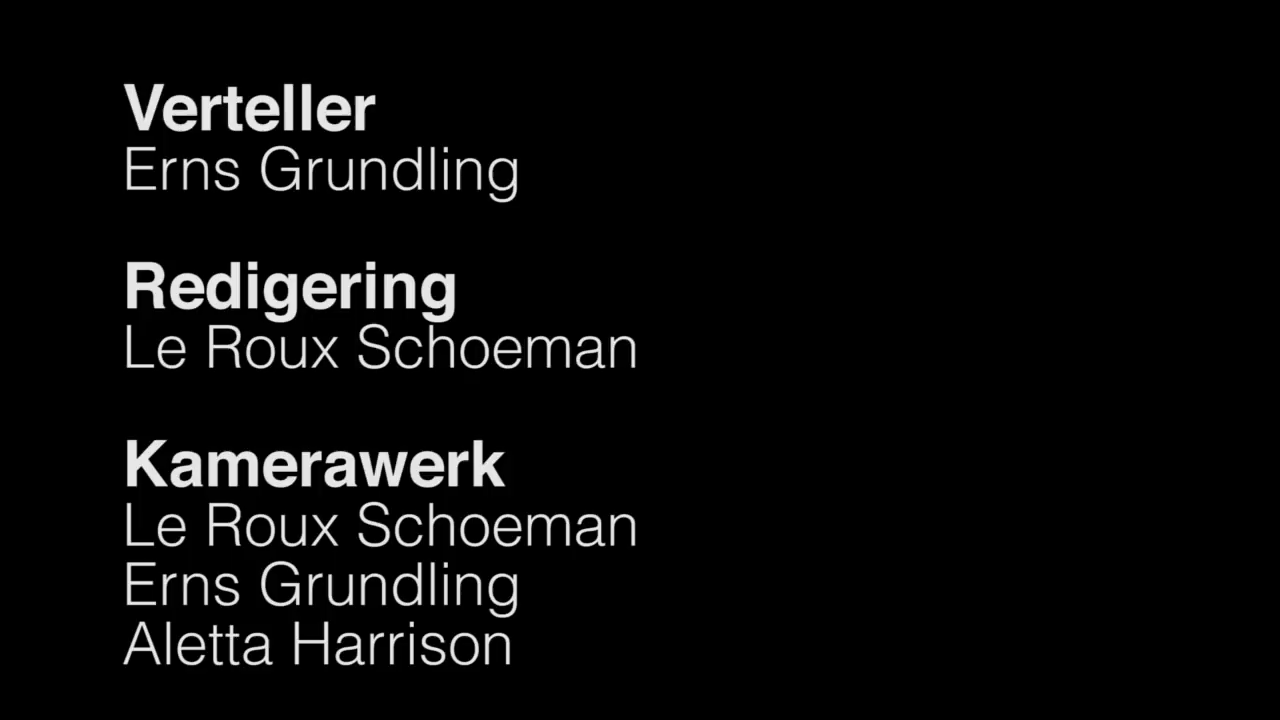 Verteller
Erns Grundling
Redigering
Le Roux Schoeman
Kamerawerk
Le Roux Schoeman
Erns Grundling
Aletta Harrison